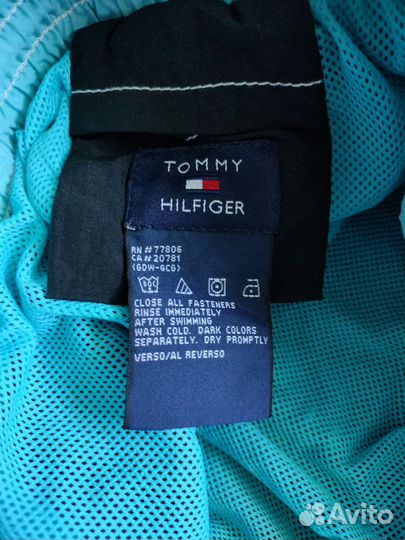 TOMMY
HILFIGER
RN#77806
CA#20781
(GDW-GCG)
CLOSE ALL FASTENERS
RINSE IMMEDIATELY
AFTER SWIMMING
WASH COLD. DARK COLORS
SEPARATELY. DRY PROMPTLY
VERSO/AL REVERSO
Avito